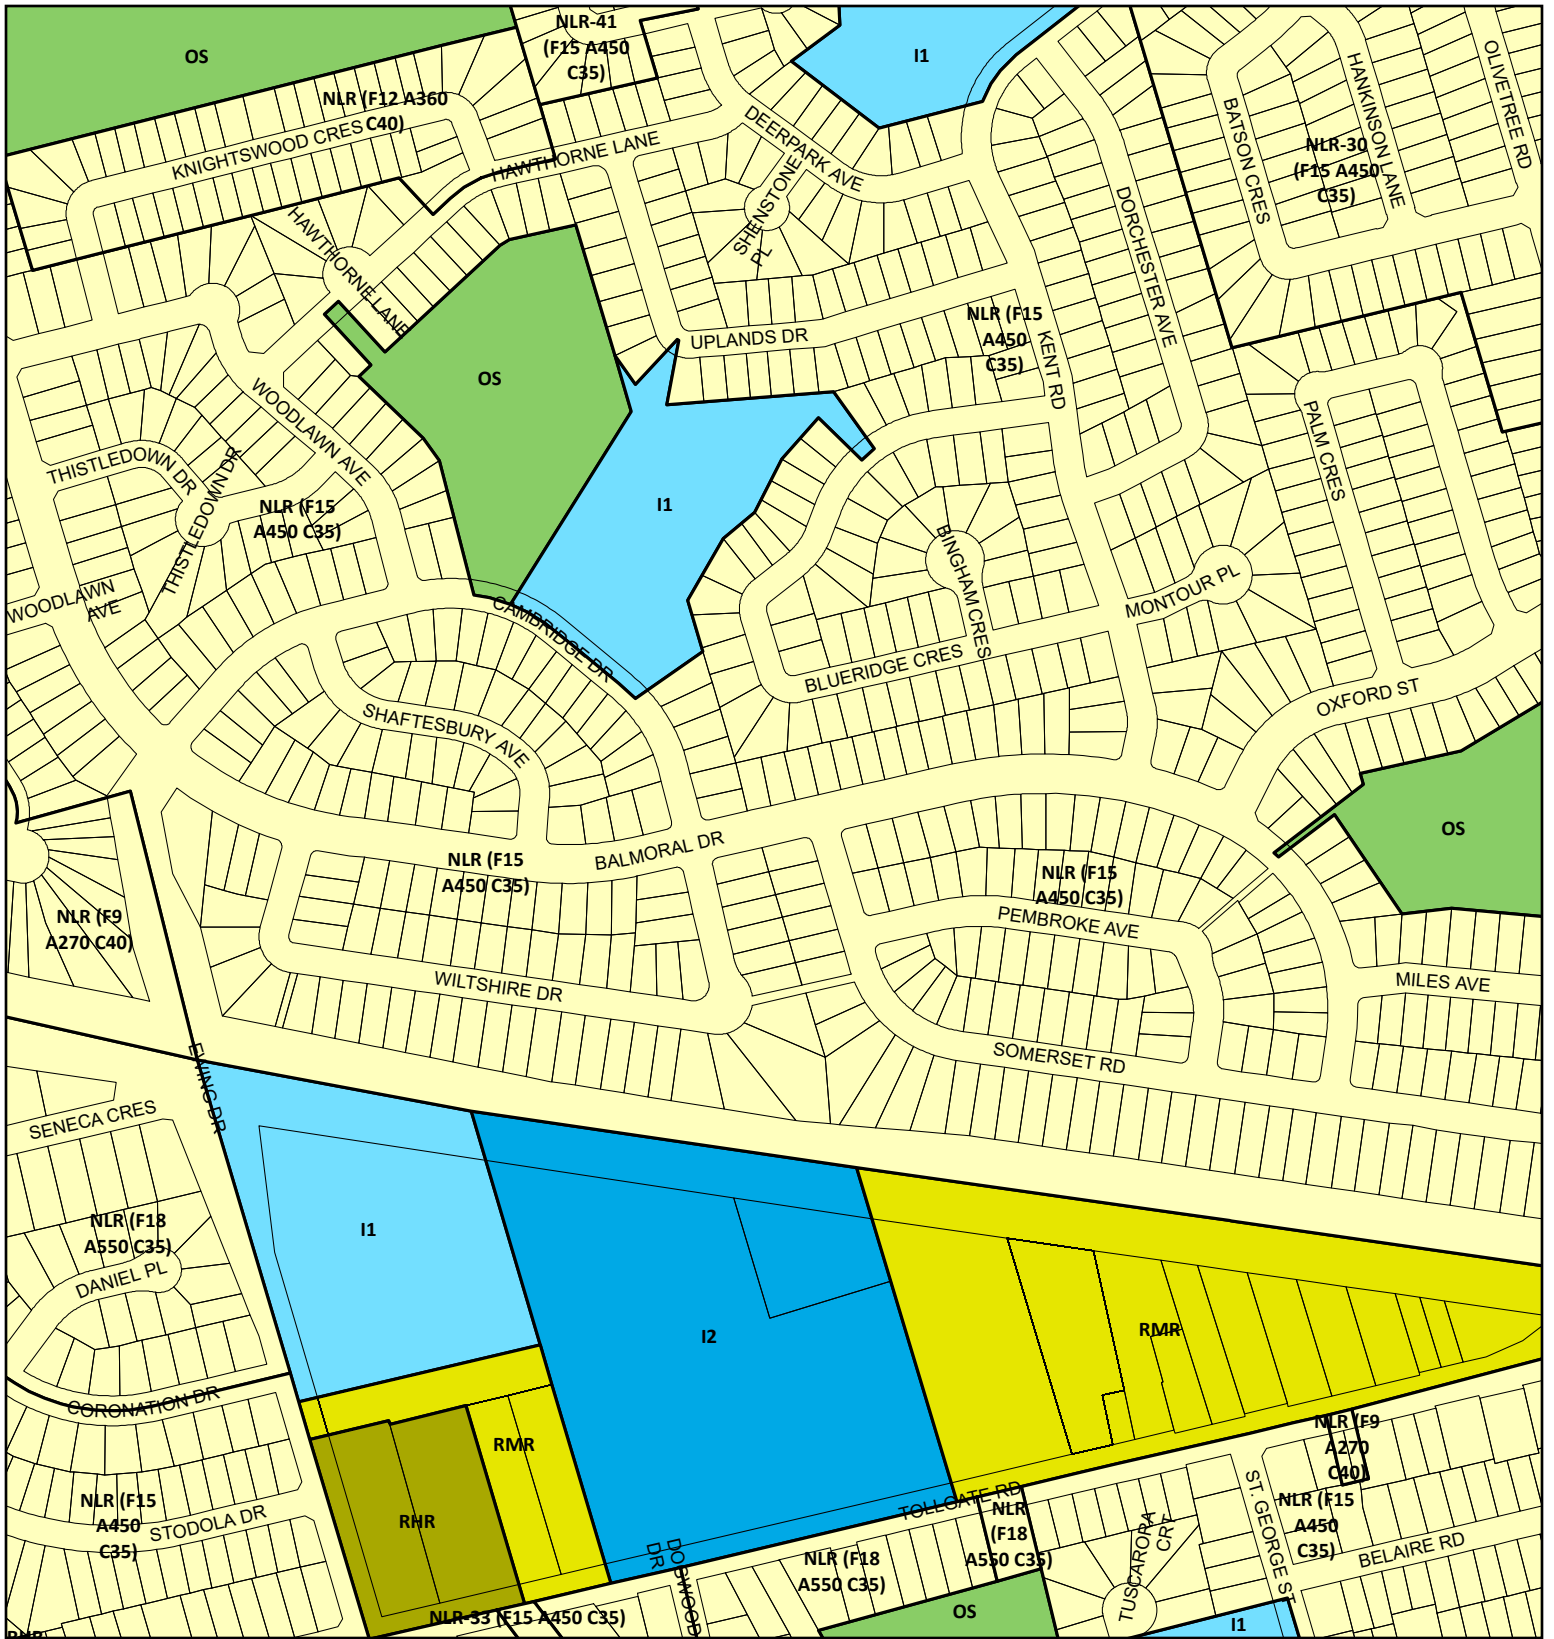 OS
NLR-41
(F15 A450
C35)
I1
NLR (F12 A360
C40)
KNIGHTSWOOD CRES
HAWTHORNE LANE
DEERPARK AVE
SHENSTONE
PL
BATSON CRES
HANKINSON LANE
OLIVETREE RD
NLR-30
(F15 A450
C35)
DORCHESTER AVE
HAWTHORNE LANE
UPLANDS DR
NLR (F15
A450
C35)
KENT RD
OS
WOODLAWN AVE
PALM CRES
THISTLEDOWN DR
THISTLEDOWN DR
NLR (F15
A450 C35)
I1
BINGHAM CRES
MONTOUR PL
WOODLAWN
AVE
CAMBRIDGE DR
BLUERIDGE CRES
OXFORD ST
SHAFTESBURY AVE
OS
BALMORAL DR
NLR (F15
A450 C35)
NLR (F15
A450 C35)
PEMBROKE AVE
NLR (F9
A270 C40)
WILTSHIRE DR
MILES AVE
SOMERSET RD
EWING DR
SENECA CRES
NLR (F18
A550 C35)
DANIEL PL
I1
I2
RMR
CORONATION DR
RMR
NLR (F9
A270
C40)
NLR (F15
A450
C35)
STODOLA DR
RHR
TOLLGATE RD
NLR
(F18
A550 C35)
ST. GEORGE ST
NLR (F15
A450
C35)
BELAIRE RD
TUSCARORA
CRT
DOGWOOD
DR
NLR (F18
A550 C35)
NLR-33 (F15 A450 C35)
OS
I1
RHR